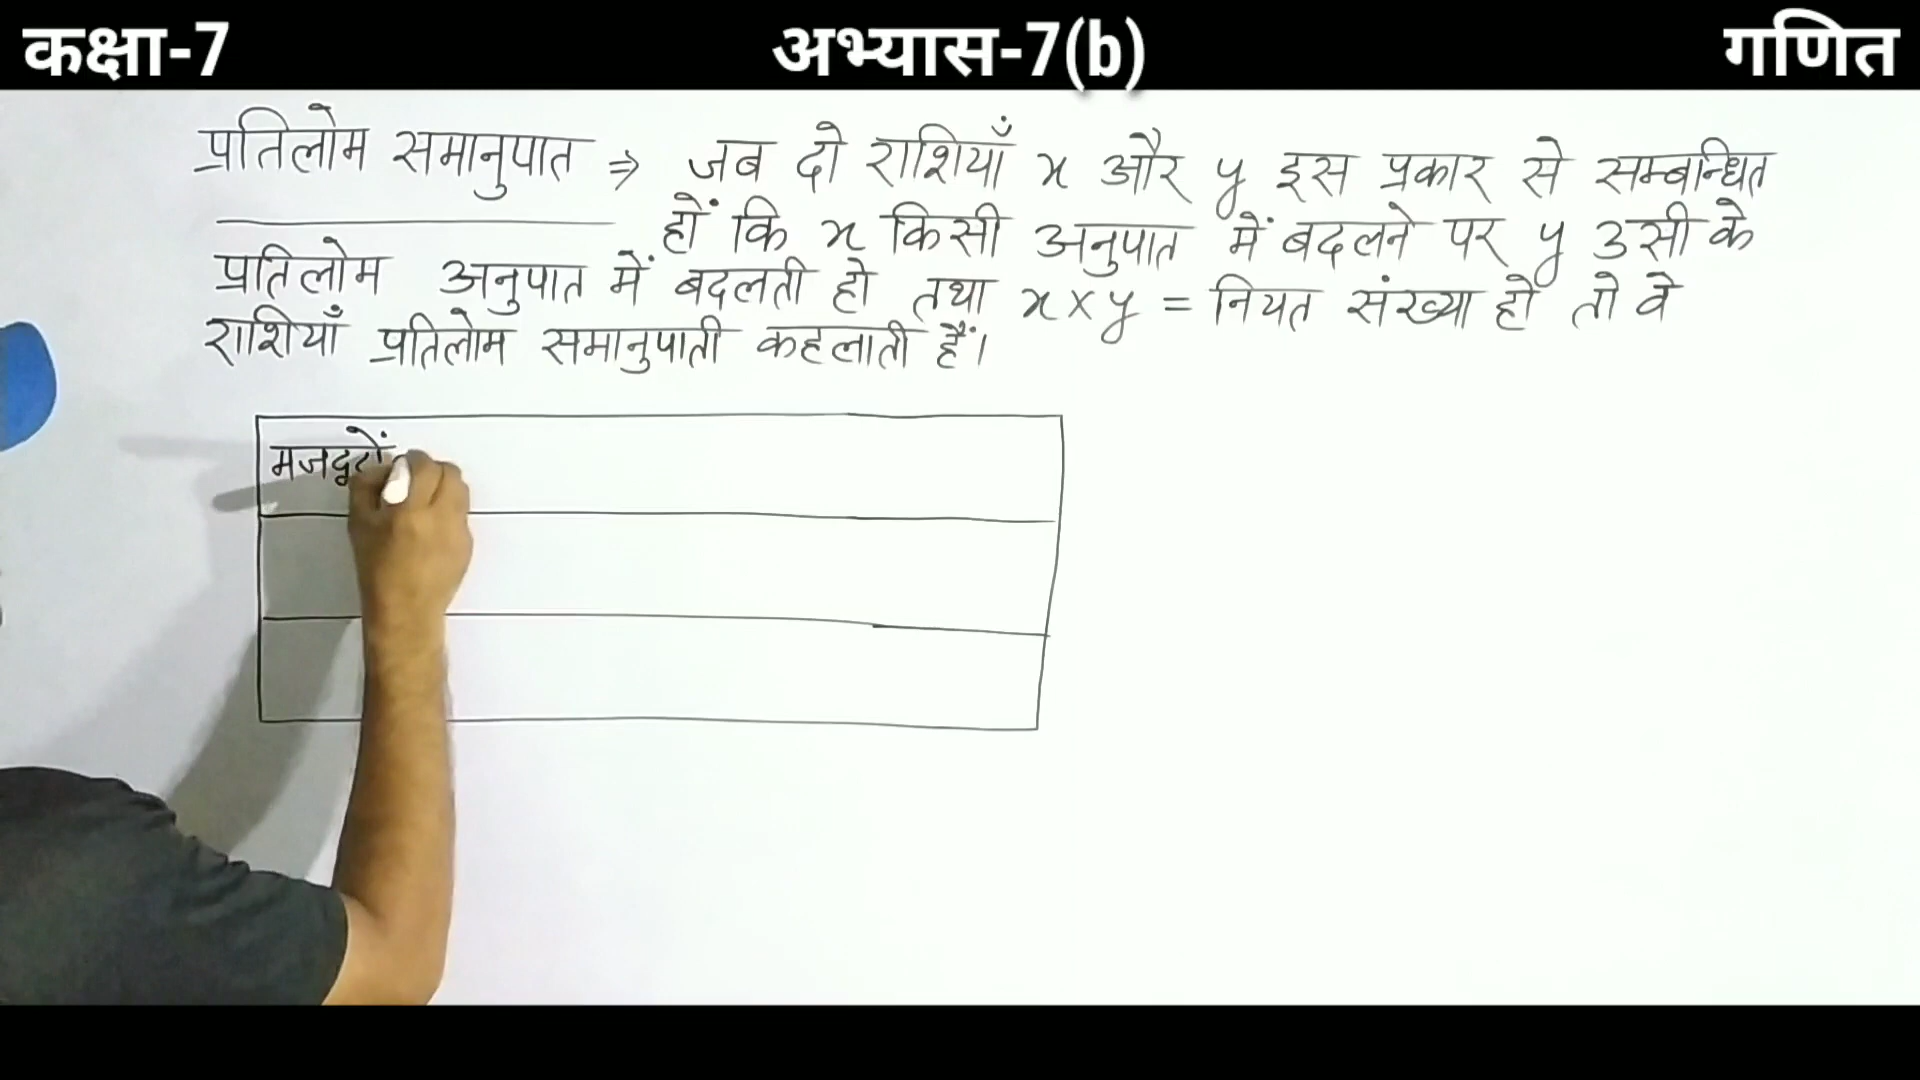 कक्षा-7 अभ्यास-7(b) गणित
प्रतिलोम समानुपात ⇒ जब दो राशियाँ x और y इस प्रकार से सम्बन्धित
हों कि x किसी अनुपात में बदलने पर y उसी के
प्रतिलोम अनुपात में बदलती हो तथा x × y = नियत संख्या हो तो वे
राशियाँ प्रतिलोम समानुपाती कहलाती हैं।
मजदूरों